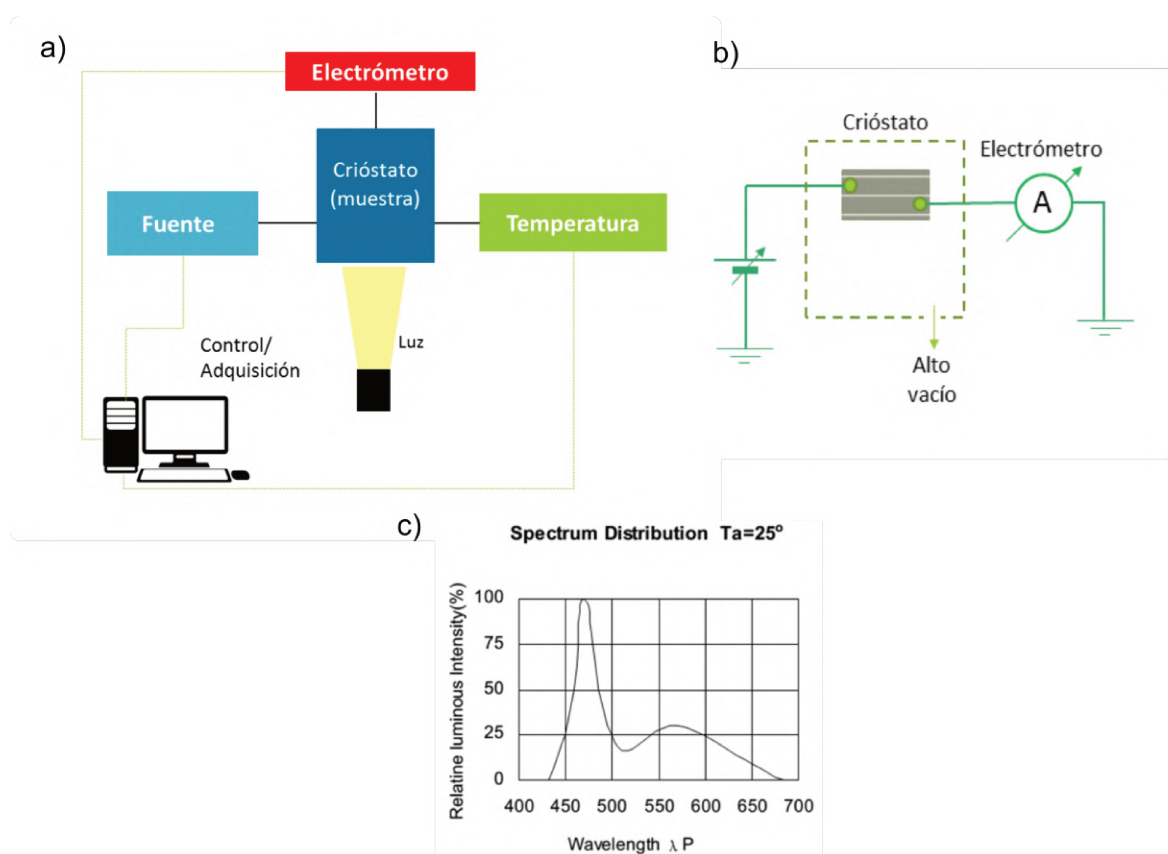 a)
Electrómetro
Crióstato
(muestra)
Fuente
Temperatura
Luz
Control/
Adquisición
b)
Crióstato
Electrómetro
A
Alto
vacío
c)
Spectrum Distribution Ta=25°
Relatine luminous Intensity(%)
100
75
50
25
0
400 450 500 550 600 650 700
Wavelength λ P